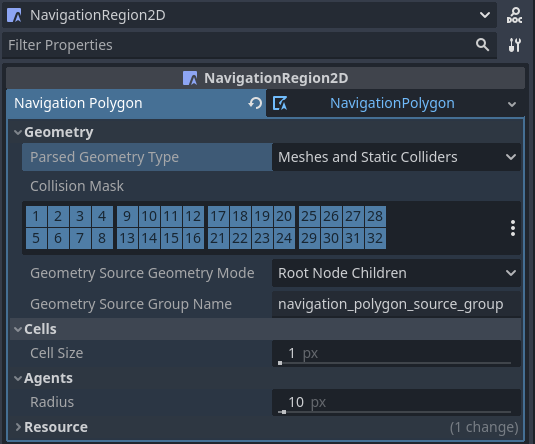 NavigationRegion2D
DOC
Filter Properties
NavigationRegion2D
Navigation Polygon NavigationPolygon
Geometry
Parsed Geometry Type Meshes and Static Colliders
Collision Mask
1 2 3 4 9 10 11 12 17 18 19 20 25 26 27 28
5 6 7 8 13 14 15 16 21 22 23 24 29 30 31 32
Geometry Source Geometry Mode Root Node Children
Geometry Source Group Name navigation_polygon_source_group
Cells
Cell Size 1 px
Agents
Radius 10 px
Resource (1 change)